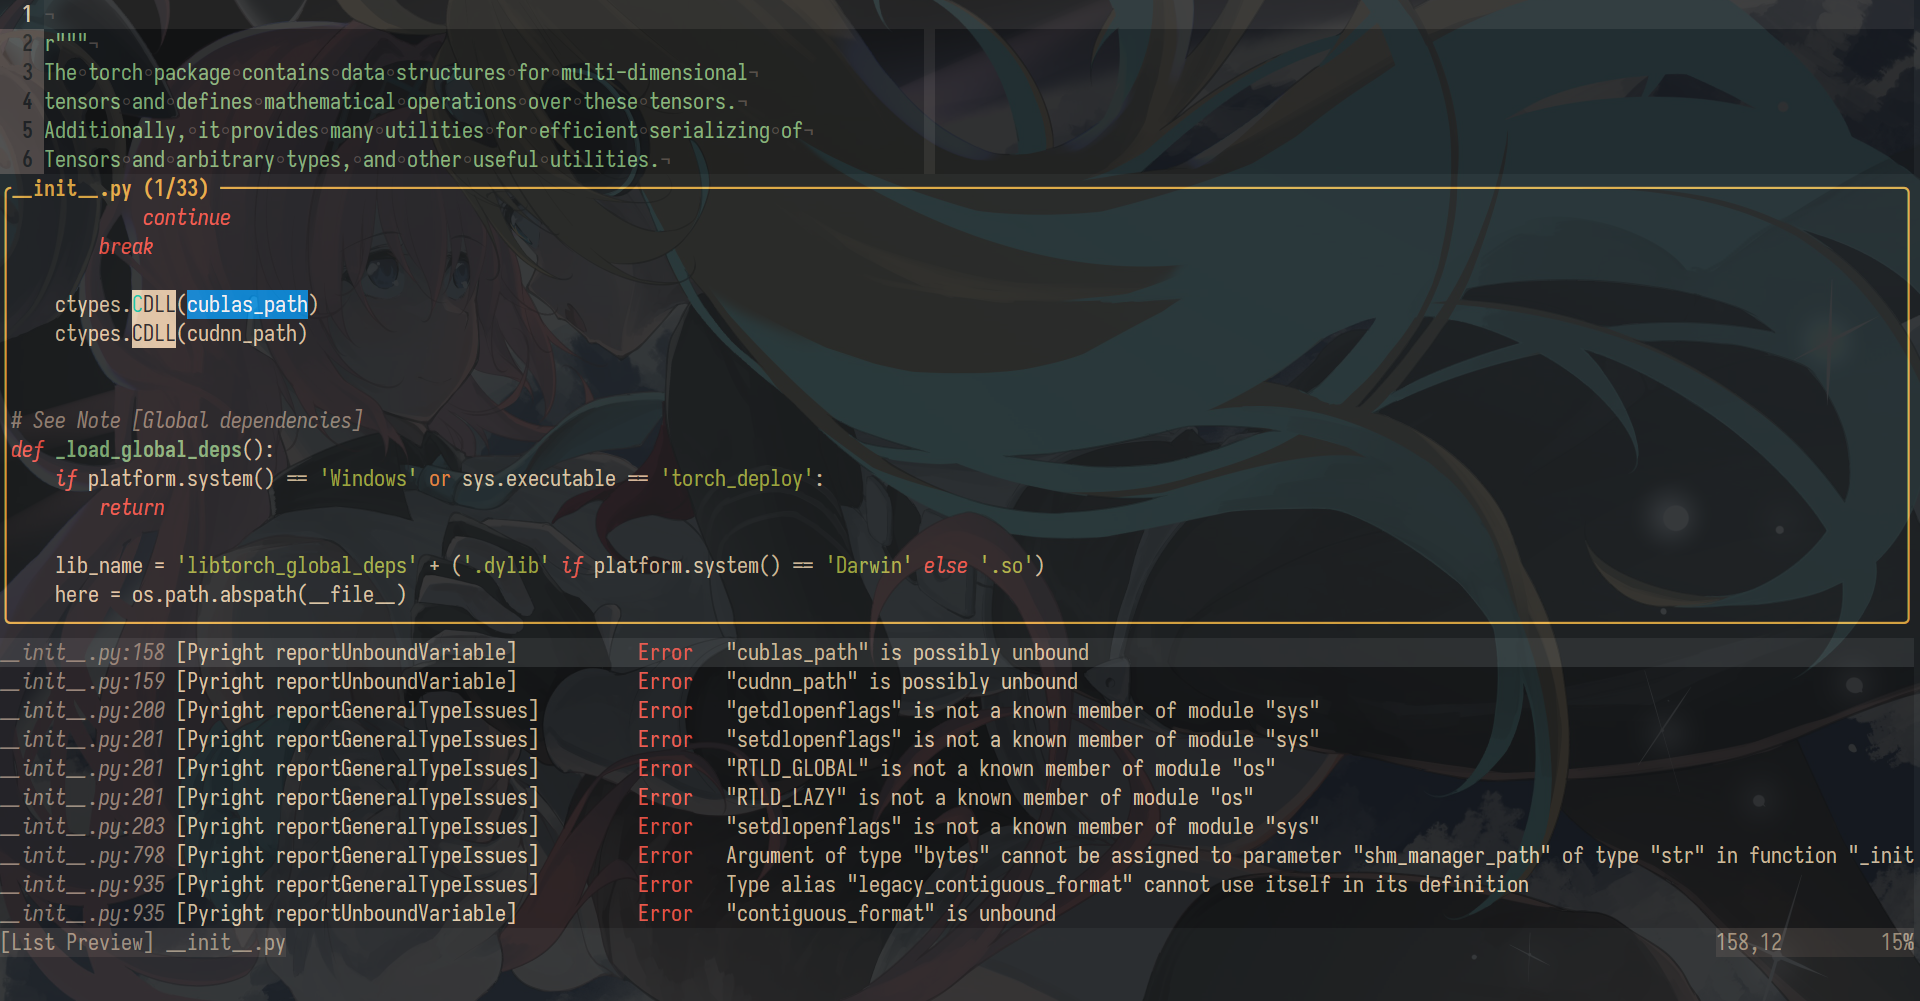 1 ¬
2 r"""¬
3 The◦torch◦package◦contains◦data◦structures◦for◦multi-dimensional¬
4 tensors◦and◦defines◦mathematical◦operations◦over◦these◦tensors.¬
5 Additionally,◦it◦provides◦many◦utilities◦for◦efficient◦serializing◦of¬
6 Tensors◦and◦arbitrary◦types,◦and◦other◦useful◦utilities.¬
__init__.py (1/33)
continue
break
ctypes.CDLL(cublas_path)
ctypes.CDLL(cudnn_path)
# See Note [Global dependencies]
def _load_global_deps():
if platform.system() == 'Windows' or sys.executable == 'torch_deploy':
return
lib_name = 'libtorch_global_deps' + ('.dylib' if platform.system() == 'Darwin' else '.so')
here = os.path.abspath(__file__)
__init__.py:158 [Pyright reportUnboundVariable] Error "cublas_path" is possibly unbound
__init__.py:159 [Pyright reportUnboundVariable] Error "cudnn_path" is possibly unbound
__init__.py:200 [Pyright reportGeneralTypeIssues] Error "getdlopenflags" is not a known member of module "sys"
__init__.py:201 [Pyright reportGeneralTypeIssues] Error "setdlopenflags" is not a known member of module "sys"
__init__.py:201 [Pyright reportGeneralTypeIssues] Error "RTLD_GLOBAL" is not a known member of module "os"
__init__.py:201 [Pyright reportGeneralTypeIssues] Error "RTLD_LAZY" is not a known member of module "os"
__init__.py:203 [Pyright reportGeneralTypeIssues] Error "setdlopenflags" is not a known member of module "sys"
__init__.py:798 [Pyright reportGeneralTypeIssues] Error Argument of type "bytes" cannot be assigned to parameter "shm_manager_path" of type "str" in function "_init
__init__.py:935 [Pyright reportGeneralTypeIssues] Error Type alias "legacy_contiguous_format" cannot use itself in its definition
__init__.py:935 [Pyright reportUnboundVariable] Error "contiguous_format" is unbound
[List Preview] __init__.py 158,12 15%